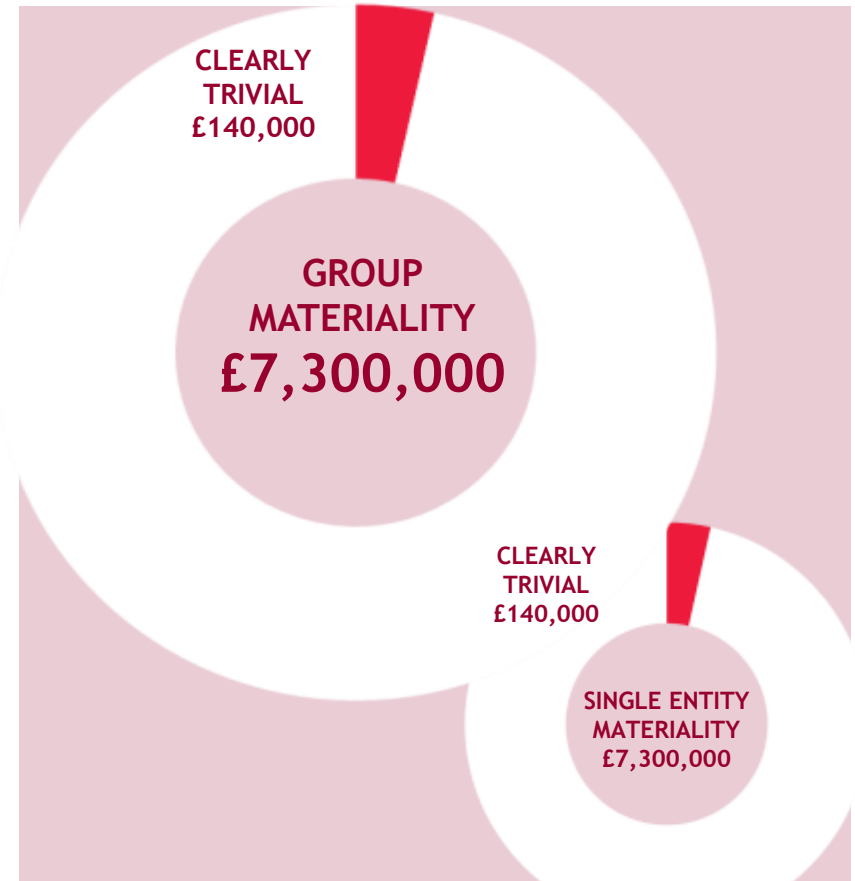 CLEARLY
TRIVIAL
£140,000
GROUP
MATERIALITY
£7,300,000
CLEARLY
TRIVIAL
£140,000
SINGLE ENTITY
MATERIALITY
£7,300,000